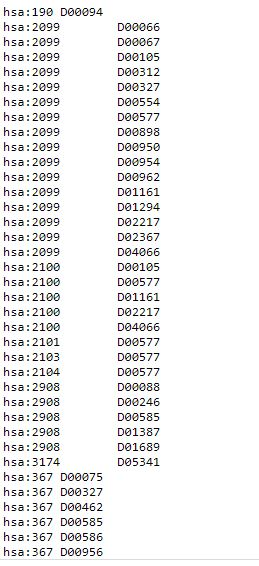 hsa:190 D00094
hsa:2099 D00066
hsa:2099 D00067
hsa:2099 D00105
hsa:2099 D00312
hsa:2099 D00327
hsa:2099 D00554
hsa:2099 D00577
hsa:2099 D00898
hsa:2099 D00950
hsa:2099 D00954
hsa:2099 D00962
hsa:2099 D01161
hsa:2099 D01294
hsa:2099 D02217
hsa:2099 D02367
hsa:2099 D04066
hsa:2100 D00105
hsa:2100 D00577
hsa:2100 D01161
hsa:2100 D02217
hsa:2100 D04066
hsa:2101 D00577
hsa:2103 D00577
hsa:2104 D00577
hsa:2908 D00088
hsa:2908 D00246
hsa:2908 D00585
hsa:2908 D01387
hsa:2908 D01689
hsa:3174 D05341
hsa:367 D00075
hsa:367 D00327
hsa:367 D00462
hsa:367 D00585
hsa:367 D00586
hsa:367 D00956